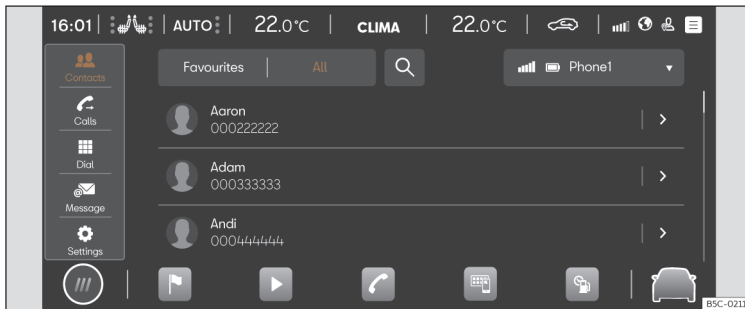 16:01 AUTO 22.0°C CLIMA 22.0°C
Contacts
Favourites All Phone1
Calls
Aaron
000222222
Dial
Adam
000333333
Message
Andi
000444444
Settings
B5C-0211